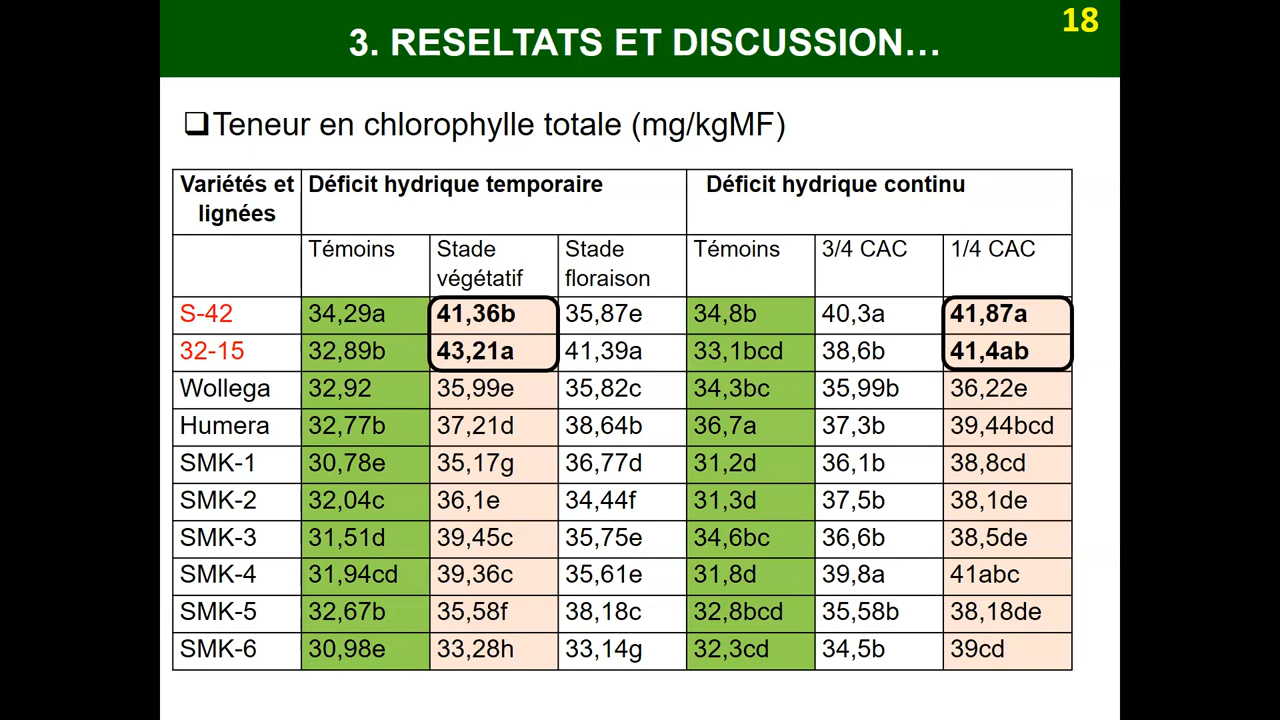 18
3. RESELTATS ET DISCUSSION…
❑Teneur en chlorophylle totale (mg/kgMF)
Variétés et lignées Déficit hydrique temporaire Déficit hydrique continu
Témoins Stade végétatif Stade floraison Témoins 3/4 CAC 1/4 CAC
S-42 34,29a 41,36b 35,87e 34,8b 40,3a 41,87a
32-15 32,89b 43,21a 41,39a 33,1bcd 38,6b 41,4ab
Wollega 32,92 35,99e 35,82c 34,3bc 35,99b 36,22e
Humera 32,77b 37,21d 38,64b 36,7a 37,3b 39,44bcd
SMK-1 30,78e 35,17g 36,77d 31,2d 36,1b 38,8cd
SMK-2 32,04c 36,1e 34,44f 31,3d 37,5b 38,1de
SMK-3 31,51d 39,45c 35,75e 34,6bc 36,6b 38,5de
SMK-4 31,94cd 39,36c 35,61e 31,8d 39,8a 41abc
SMK-5 32,67b 35,58f 38,18c 32,8bcd 35,58b 38,18de
SMK-6 30,98e 33,28h 33,14g 32,3cd 34,5b 39cd